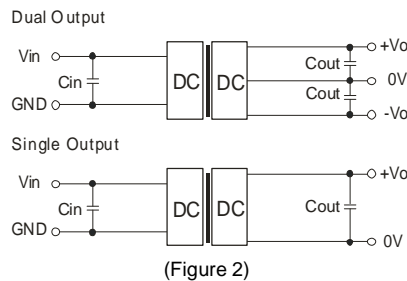 Dual Output
Vin
Cin
GND
DC DC
Cout
Cout
+Vo
0V
-Vo
Single Output
Vin
Cin
GND
DC DC
Cout
+Vo
0V
(Figure 2)